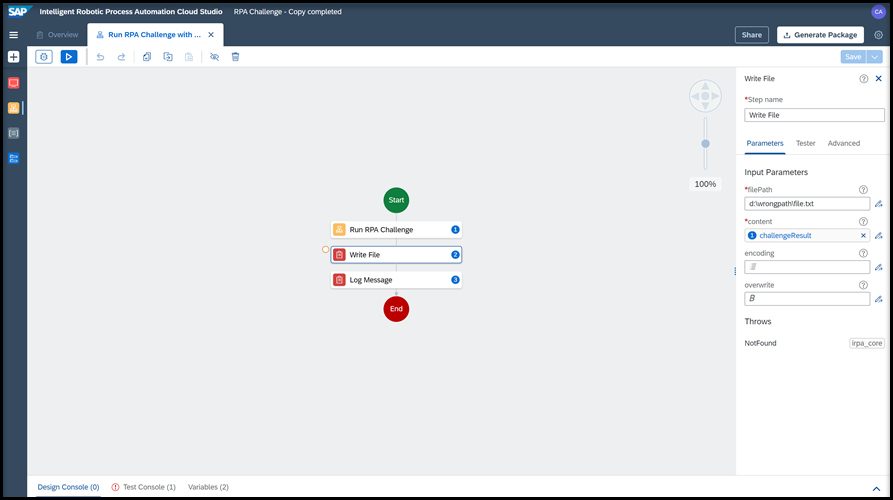 SAP Intelligent Robotic Process Automation Cloud Studio RPA Challenge - Copy completed CA
Overview Run RPA Challenge with ... Share Generate Package
Save
Write File
*Step name
Write File
Parameters Tester Advanced
100%
Input Parameters
Start
*filePath
d:\wrongpath\file.txt
*content
Run RPA Challenge 1
1 challengeResult
Write File 2
encoding
Log Message 3
overwrite
B
End
Throws
NotFound irpa_core
Design Console (0) Test Console (1) Variables (2)